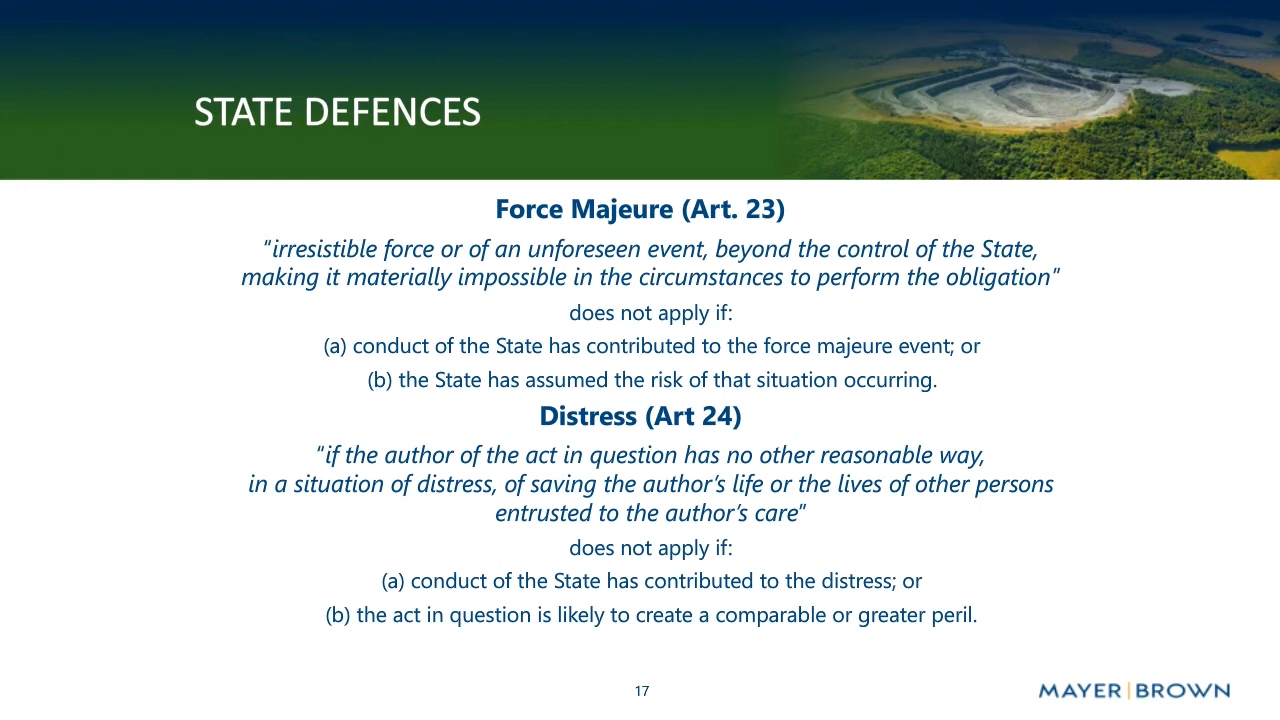 STATE DEFENCES
Force Majeure (Art. 23)
"irresistible force or of an unforeseen event, beyond the control of the State,
making it materially impossible in the circumstances to perform the obligation"
does not apply if:
(a) conduct of the State has contributed to the force majeure event; or
(b) the State has assumed the risk of that situation occurring.
Distress (Art 24)
"if the author of the act in question has no other reasonable way,
in a situation of distress, of saving the author's life or the lives of other persons
entrusted to the author's care"
does not apply if:
(a) conduct of the State has contributed to the distress; or
(b) the act in question is likely to create a comparable or greater peril.
17
MAYER|BROWN